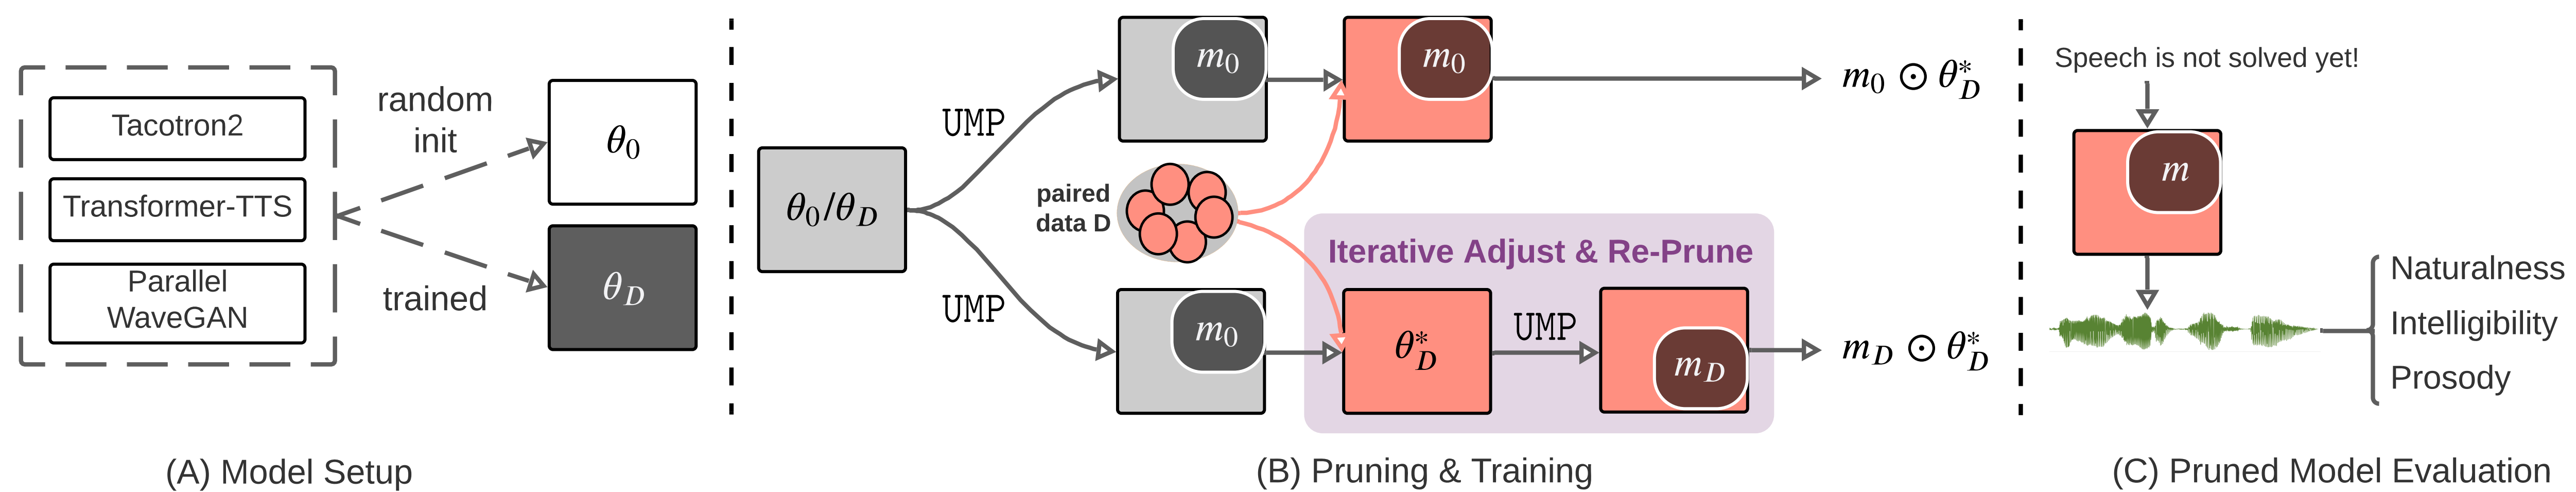 Tacotron2
Transformer-TTS
Parallel
WaveGAN
random
init
trained
θ0
θD
(A) Model Setup
θ0/θD
UMP
UMP
m0
m0
m0 ⊙ θ*D
paired
data D
Iterative Adjust & Re-Prune
m0
θ*D
UMP
mD
mD ⊙ θ*D
(B) Pruning & Training
Speech is not solved yet!
m
Naturalness
Intelligibility
Prosody
(C) Pruned Model Evaluation